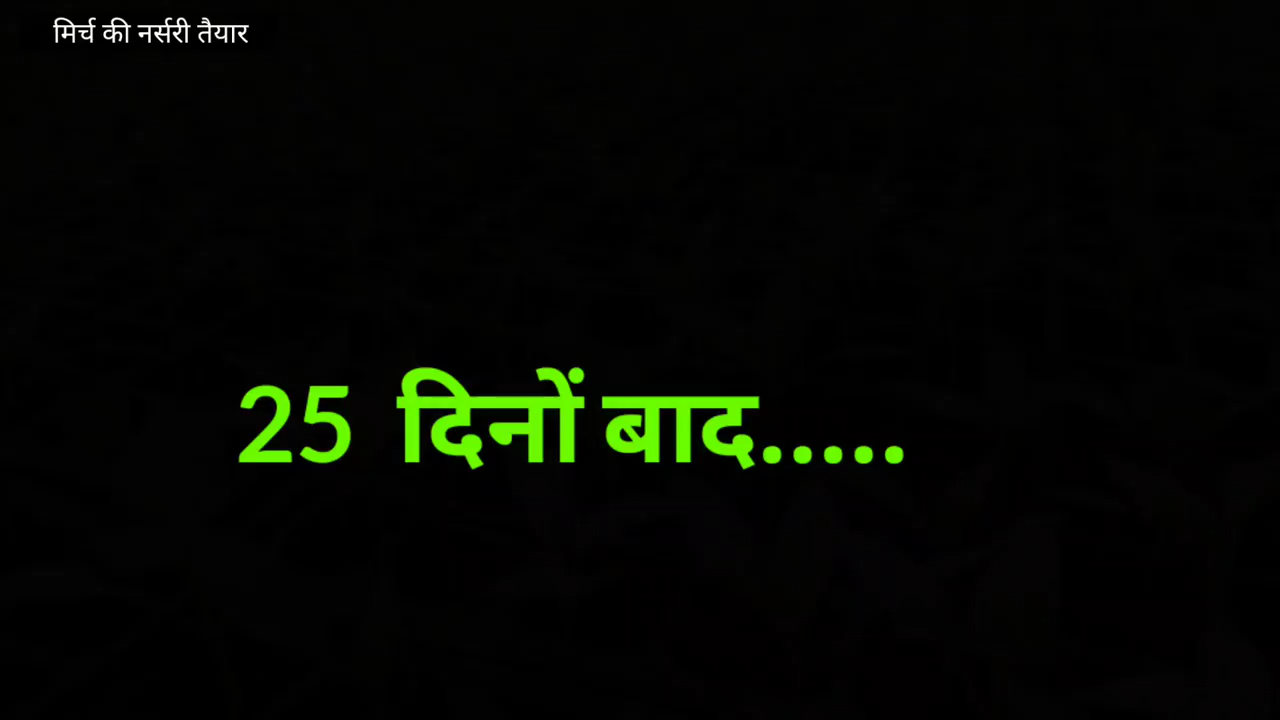 मिर्च की नर्सरी तैयार
25 दिनों बाद.....